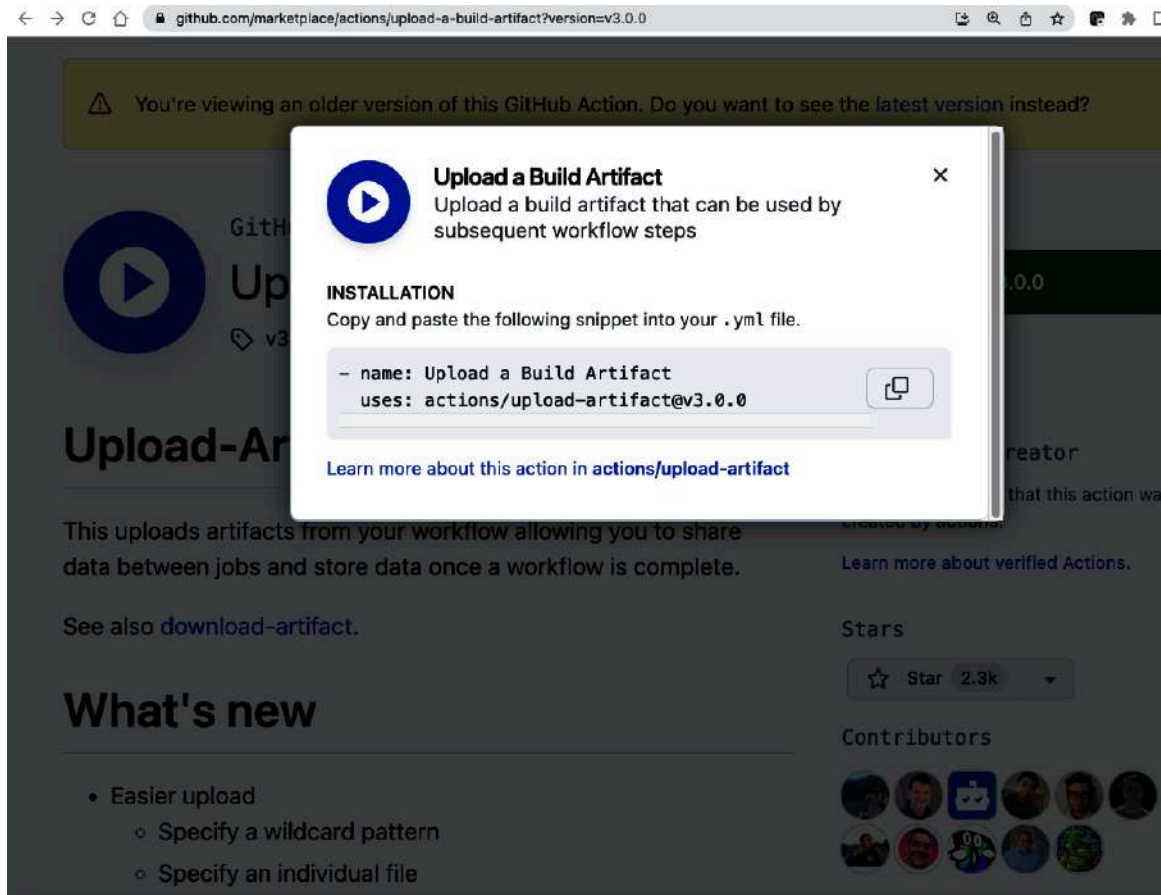 github.com/marketplace/actions/upload-a-build-artifact?version=v3.0.0
You're viewing an older version of this GitHub Action. Do you want to see the latest version instead?
Upload a Build Artifact
Upload a build artifact that can be used by
subsequent workflow steps
INSTALLATION
Copy and paste the following snippet into your .yml file.
- name: Upload a Build Artifact
uses: actions/upload-artifact@v3.0.0
Learn more about this action in actions/upload-artifact
GitH
Up
v3
.0.0
Upload-Ar
This uploads artifacts from your workflow allowing you to share
data between jobs and store data once a workflow is complete.
See also download-artifact.
What's new
• Easier upload
◦ Specify a wildcard pattern
◦ Specify an individual file
reator
that this action wa
created by actions.
Learn more about verified Actions.
Stars
Star 2.3k
Contributors